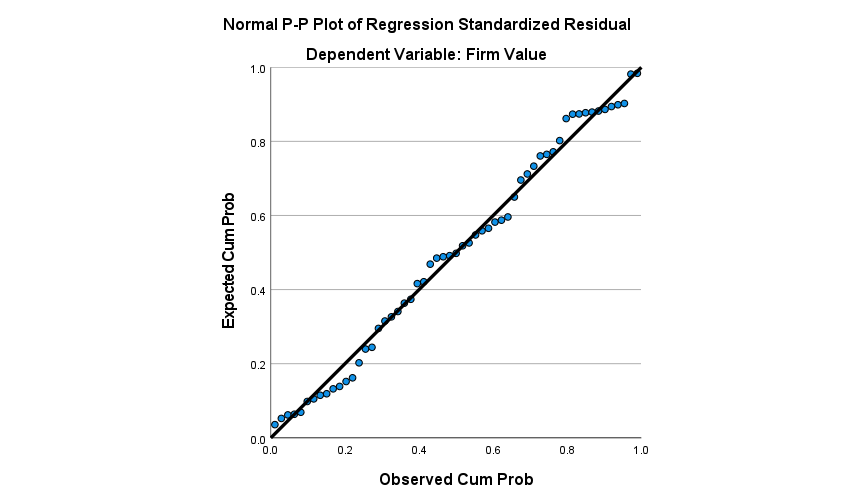 Normal P-P Plot of Regression Standardized Residual
Dependent Variable: Firm Value
1.0
0.8
0.6
0.4
0.2
0.0
Expected Cum Prob
0.0 0.2 0.4 0.6 0.8 1.0
Observed Cum Prob